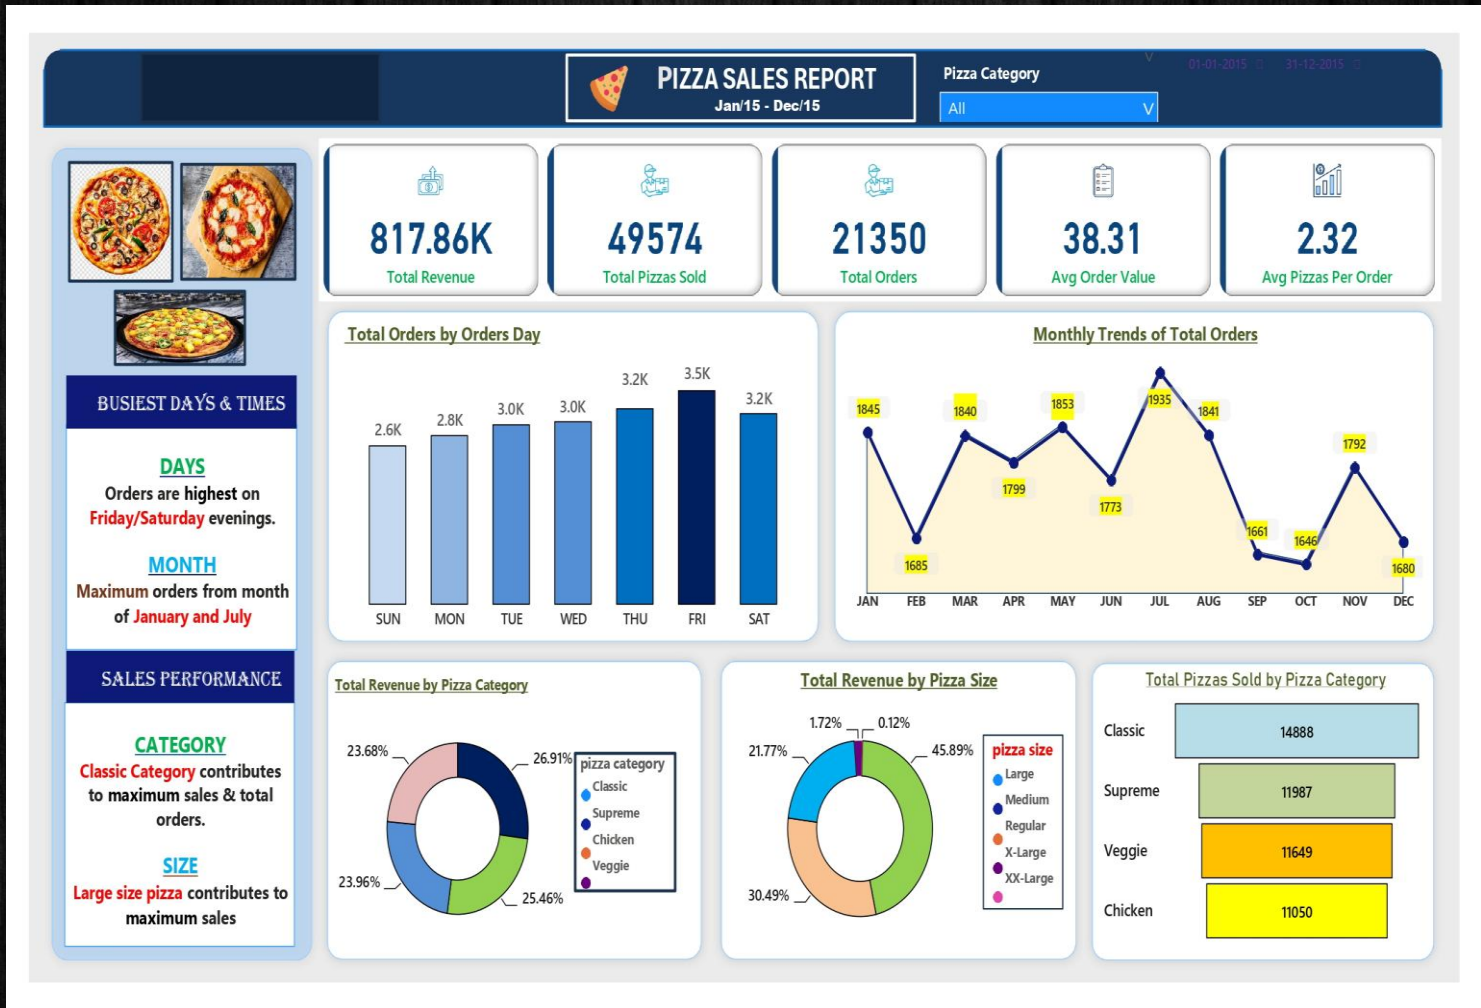 PIZZA SALES REPORT
Jan/15 - Dec/15
Pizza Category
All
V
V
01-01-2015
31-12-2015
817.86K
Total Revenue
49574
Total Pizzas Sold
21350
Total Orders
38.31
Avg Order Value
2.32
Avg Pizzas Per Order
BUSIEST DAYS & TIMES
DAYS
Orders are highest on
Friday/Saturday evenings.
MONTH
Maximum orders from month
of January and July
SALES PERFORMANCE
CATEGORY
Classic Category contributes
to maximum sales & total
orders.
SIZE
Large size pizza contributes to
maximum sales
Total Orders by Orders Day
2.6K
2.8K
3.0K
3.0K
3.2K
3.5K
3.2K
SUN MON TUE WED THU FRI SAT
Monthly Trends of Total Orders
1845
1685
1840
1799
1853
1773
1935
1841
1661
1646
1792
1680
JAN FEB MAR APR MAY JUN JUL AUG SEP OCT NOV DEC
Total Revenue by Pizza Category
23.68%
26.91%
23.96%
25.46%
pizza category
Classic
Supreme
Chicken
Veggie
Total Revenue by Pizza Size
1.72%
0.12%
21.77%
45.89%
30.49%
pizza size
Large
Medium
Regular
X-Large
XX-Large
Total Pizzas Sold by Pizza Category
Classic 14888
Supreme 11987
Veggie 11649
Chicken 11050